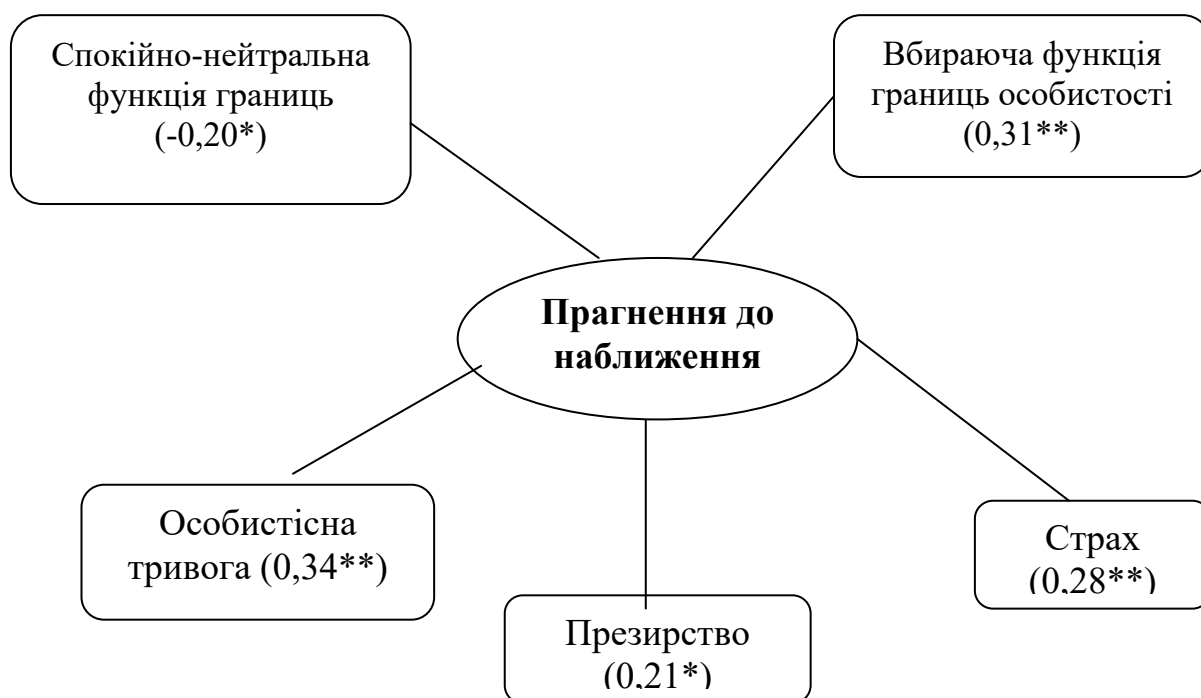 Спокійно-нейтральна
функція границь
(-0,20*)
Вбираюча функція
границь особистості
(0,31**)
Прагнення до
наближення
Особистісна
тривога (0,34**)
Презирство
(0,21*)
Страх
(0,28**)